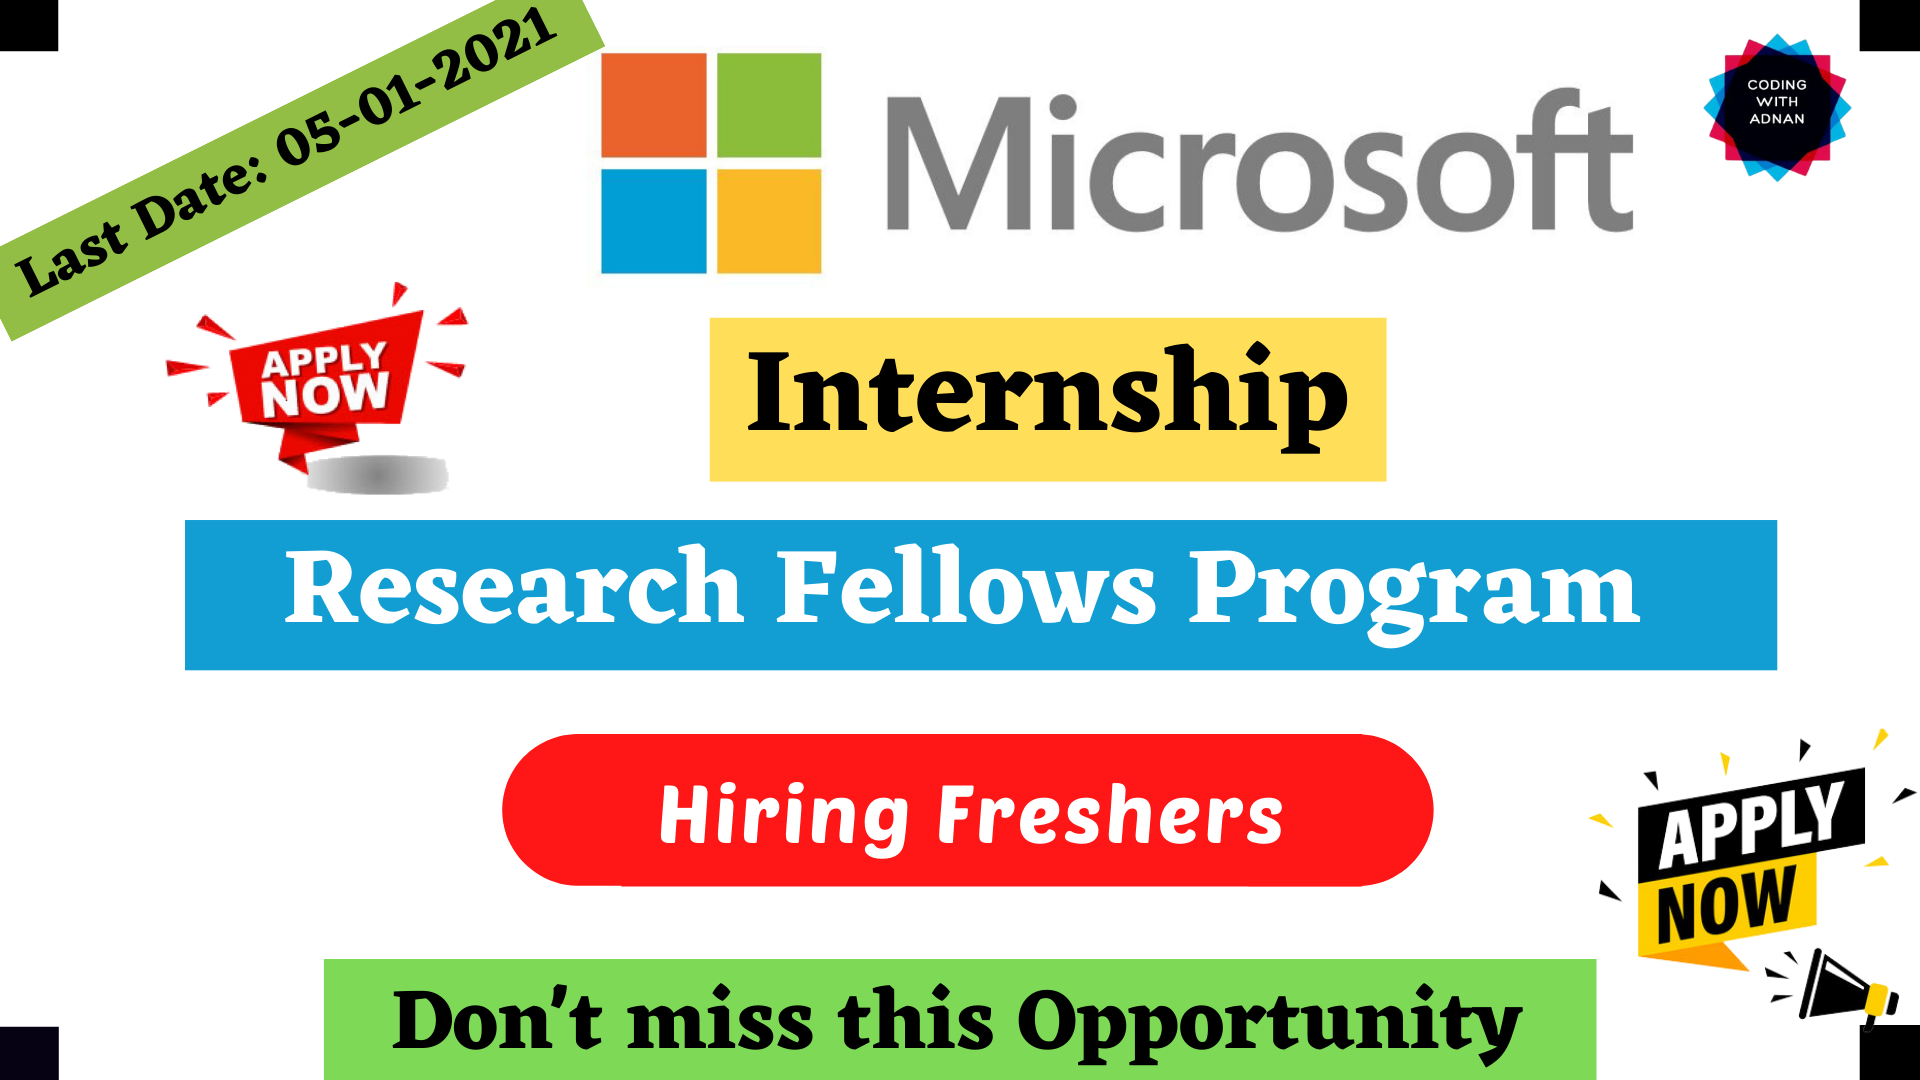 Last Date: 05-01-2021
Microsoft
CODING
WITH
ADNAN
APPLY
NOW
Internship
Research Fellows Program
Hiring Freshers
APPLY
NOW
Don't miss this Opportunity